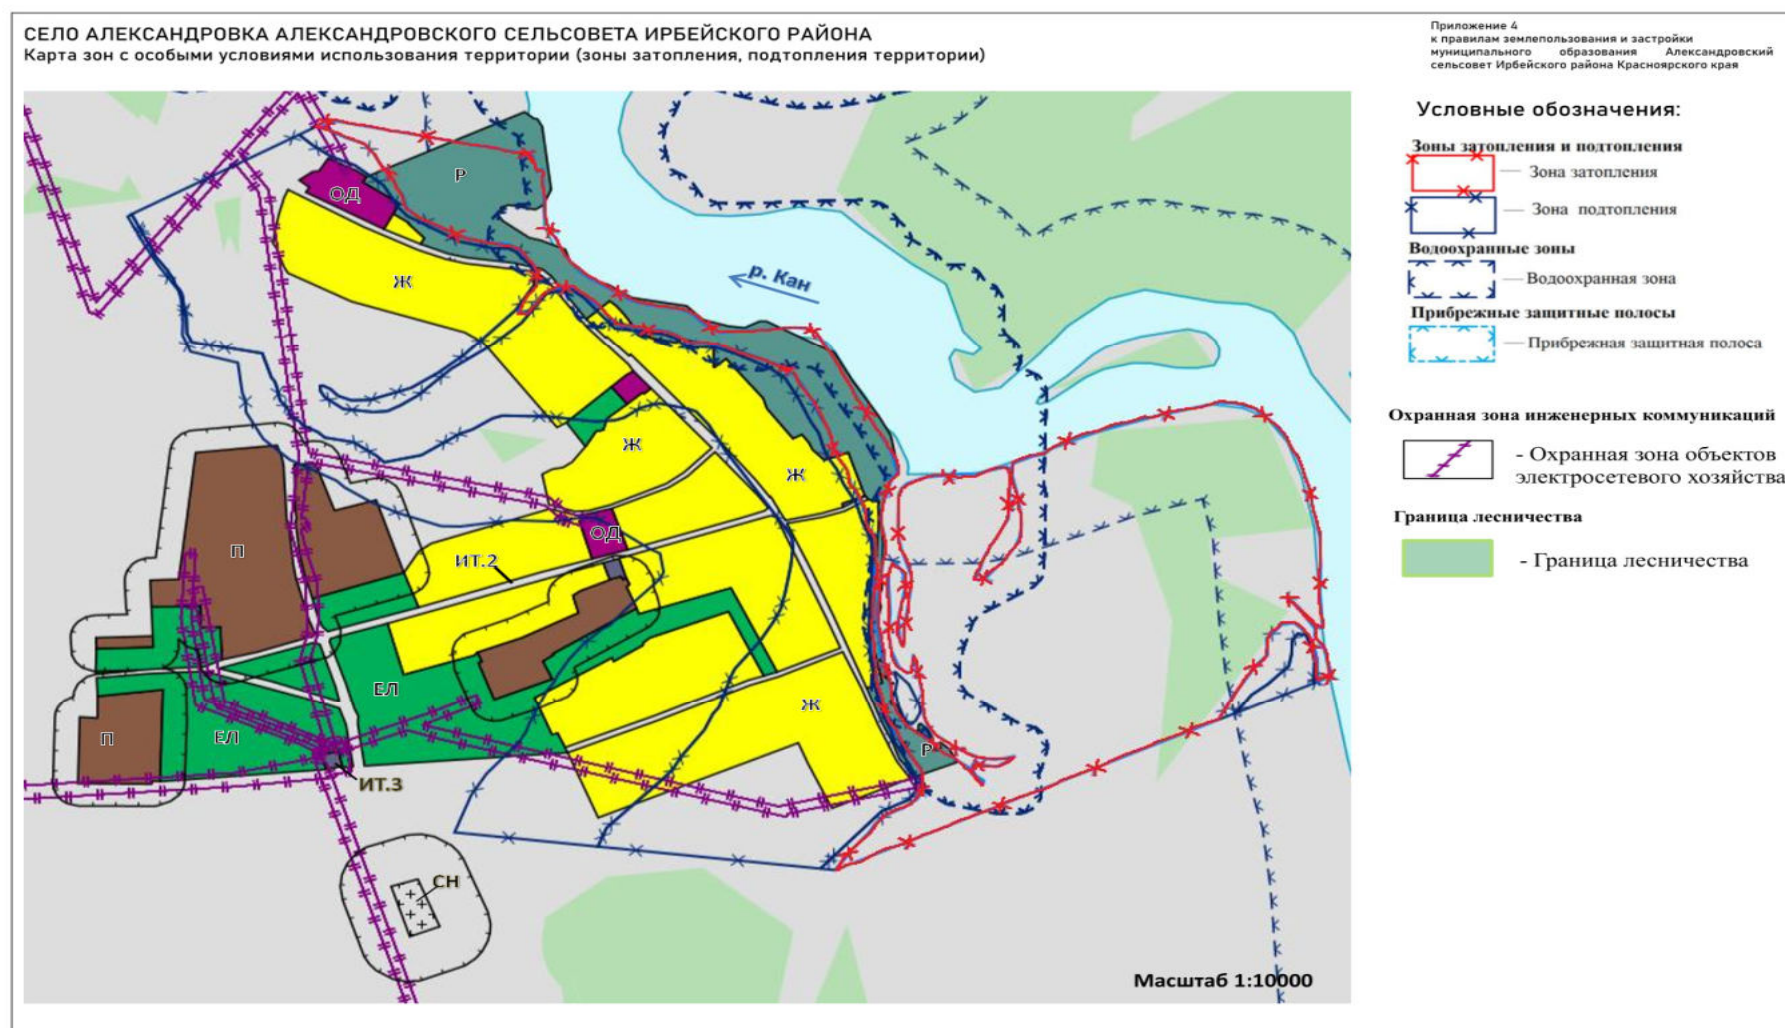 СЕЛО АЛЕКСАНДРОВКА АЛЕКСАНДРОВСКОГО СЕЛЬСОВЕТА ИРБЕЙСКОГО РАЙОНА
Карта зон с особыми условиями использования территории (зоны затопления, подтопления территории)
Приложение 4
к правилам землепользования и застройки
муниципального образования Александровский
сельсовет Ирбейского района Красноярского края
Условные обозначения:
Зоны затопления и подтопления
Зона затопления
Зона подтопления
Водоохранные зоны
Водоохранная зона
Прибрежные защитные полосы
Прибрежная защитная полоса
Охранная зона инженерных коммуникаций
- Охранная зона объектов
электросетевого хозяйства
Граница лесничества
- Граница лесничества
Р
ОД
Ж
р. Кан
Ж
Ж
ОД
П
ИТ.2
ЕЛ
Ж
П
ЕЛ
Р
ИТ.3
СН
Масштаб 1:10000